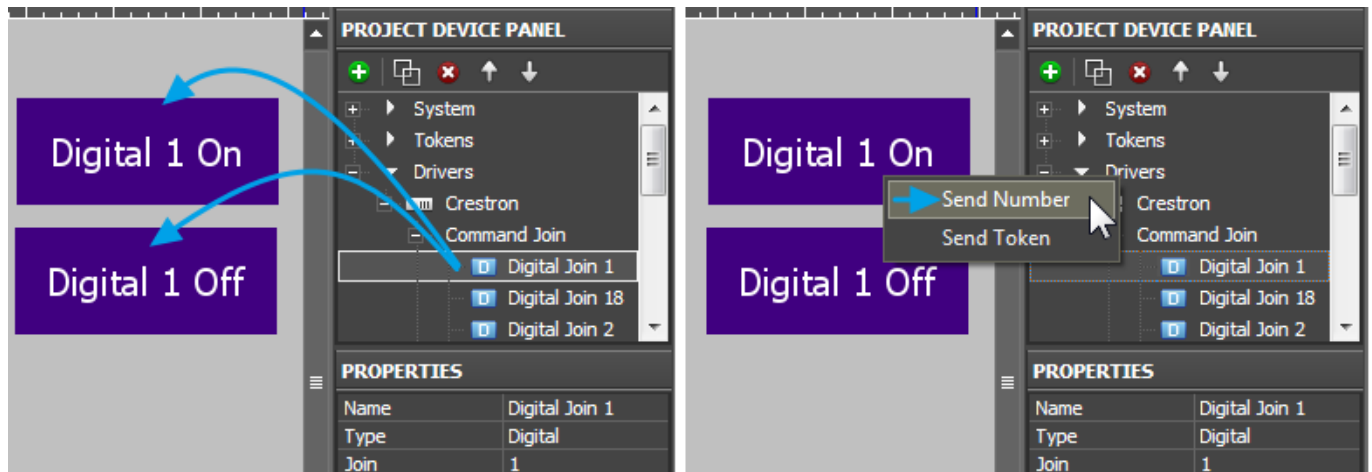 PROJECT DEVICE PANEL
System
Tokens
Drivers
Crestron
Command Join
D Digital Join 1
D Digital Join 18
D Digital Join 2
Digital 1 On
Digital 1 Off
PROPERTIES
Name Digital Join 1
Type Digital
Join 1
PROJECT DEVICE PANEL
System
Tokens
Drivers
Crestron
Command Join
D Digital Join 1
D Digital Join 18
D Digital Join 2
Digital 1 On
Send Number
Send Token
Digital 1 Off
PROPERTIES
Name Digital Join 1
Type Digital
Join 1